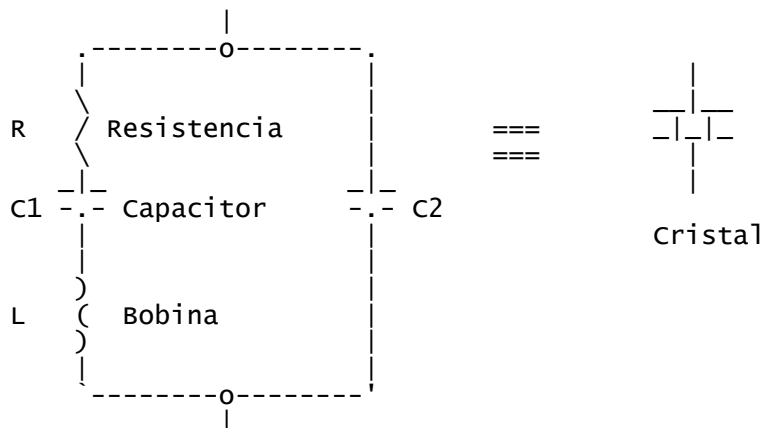 R Resistencia
===
===
C1 Capacitor C2
Cristal
L Bobina